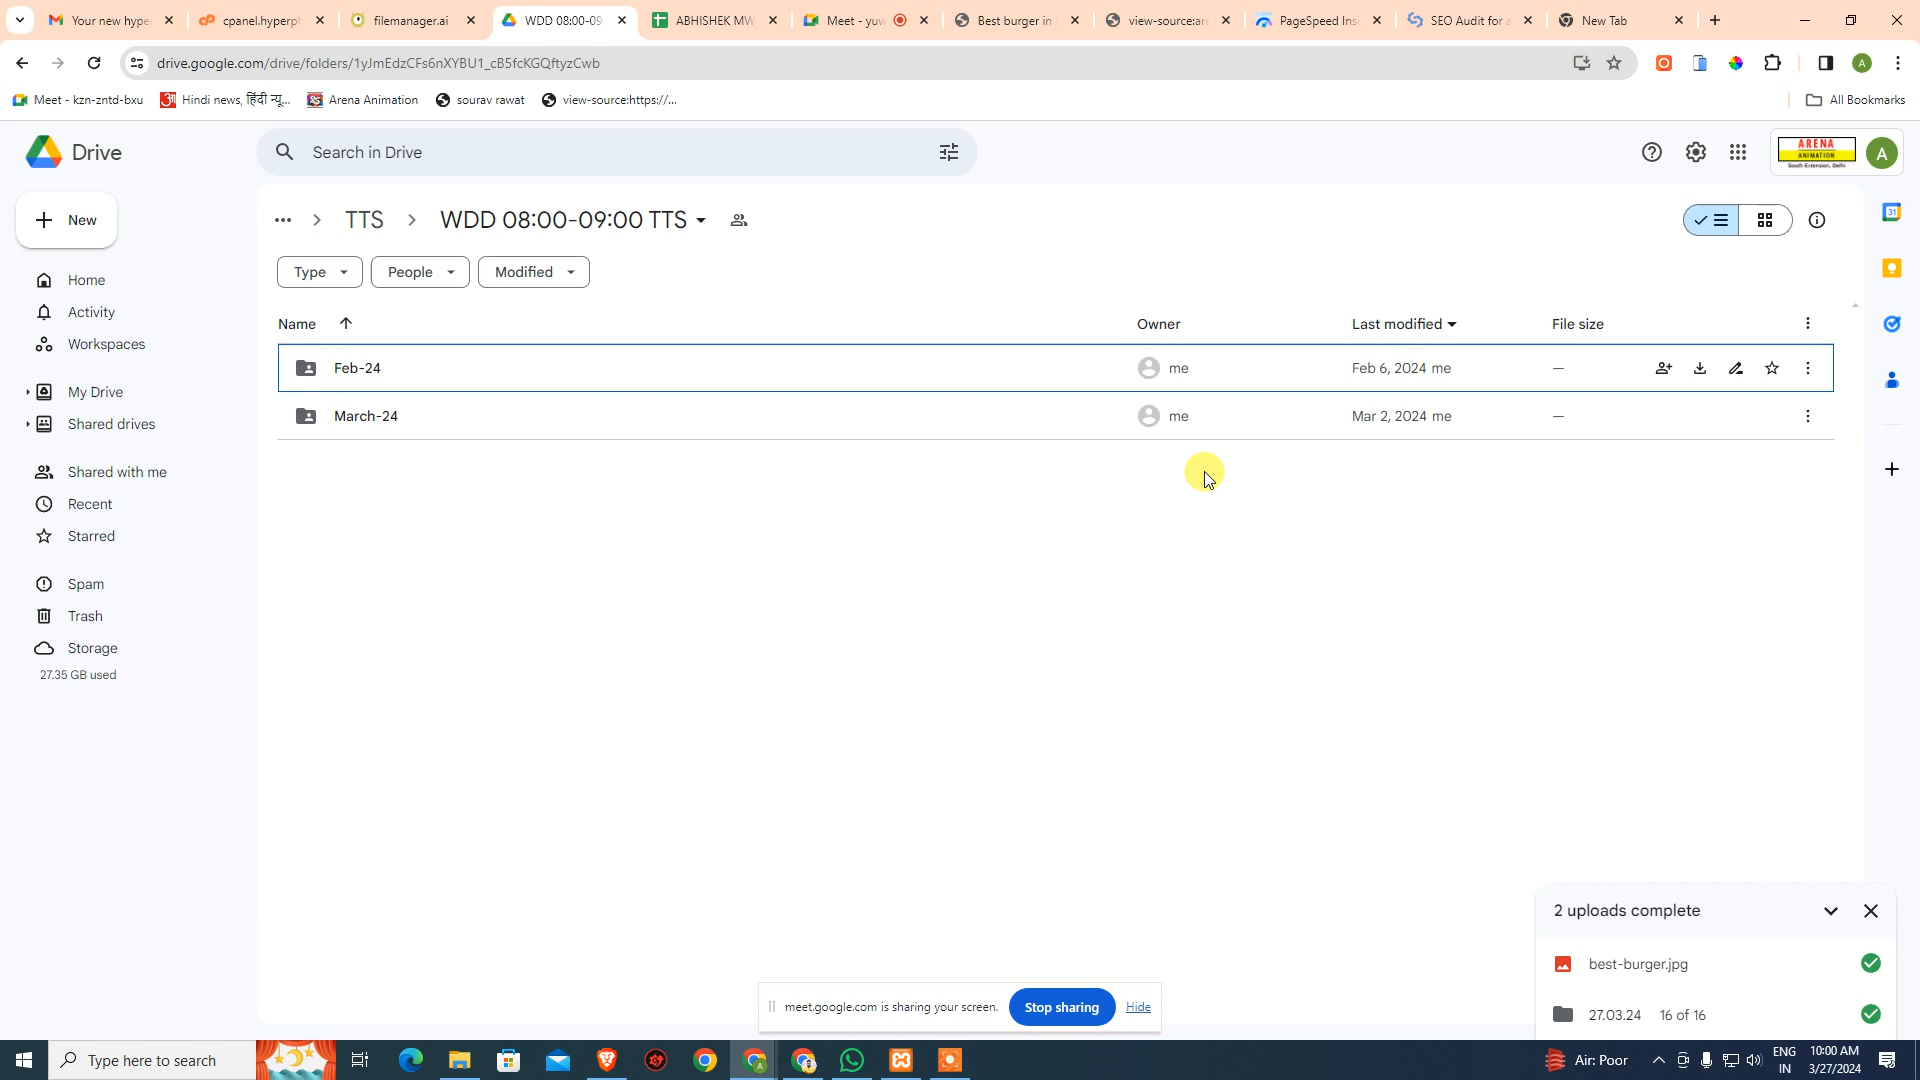 Your new hype
cpanel.hyperph
filemanager.ai
WDD 08:00-09
ABHISHEK MW
Meet - yuw
Best burger in
view-source:ar
PageSpeed Ins
SEO Audit for a
New Tab
drive.google.com/drive/folders/1yJmEdzCFs6nXYBU1_cB5fcKGQftyzCwb
Meet - kzn-zntd-bxu
Hindi news, हिंदी न्यू...
Arena Animation
sourav rawat
view-source:https://...
All Bookmarks
Drive
Search in Drive
ARENA
ANIMATION
South Extension, Delhi
A
New
TTS
WDD 08:00-09:00 TTS
Type
People
Modified
Home
Activity
Workspaces
My Drive
Shared drives
Shared with me
Recent
Starred
Spam
Trash
Storage
27.35 GB used
Name
Owner
Last modified
File size
Feb-24
me
Feb 6, 2024 me
—
March-24
me
Mar 2, 2024 me
—
2 uploads complete
best-burger.jpg
27.03.24 16 of 16
meet.google.com is sharing your screen.
Stop sharing
Hide
Type here to search
Air: Poor
ENG
IN
10:00 AM
3/27/2024